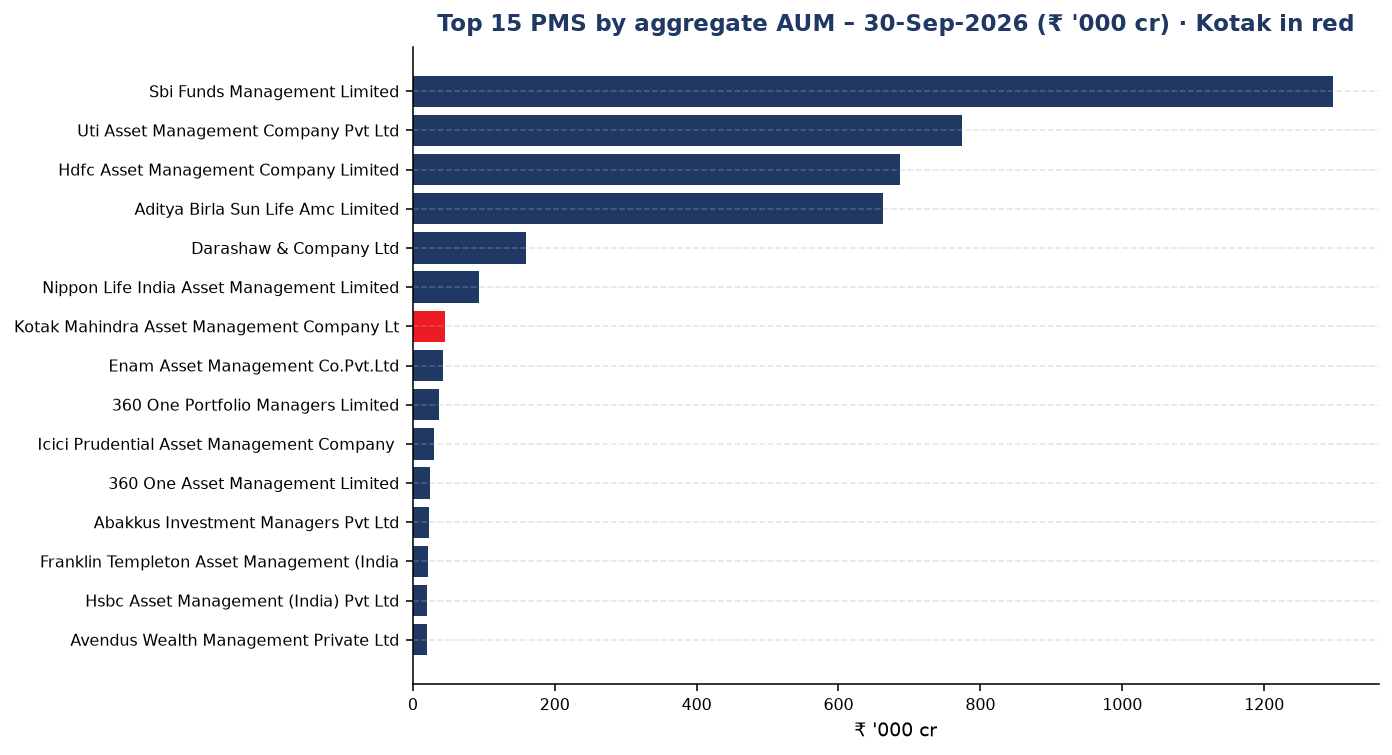 Top 15 PMS by aggregate AUM – 30-Sep-2026 (₹ '000 cr) · Kotak in red
Sbi Funds Management Limited
Uti Asset Management Company Pvt Ltd
Hdfc Asset Management Company Limited
Aditya Birla Sun Life Amc Limited
Darashaw & Company Ltd
Nippon Life India Asset Management Limited
Kotak Mahindra Asset Management Company Lt
Enam Asset Management Co.Pvt.Ltd
360 One Portfolio Managers Limited
Icici Prudential Asset Management Company
360 One Asset Management Limited
Abakkus Investment Managers Pvt Ltd
Franklin Templeton Asset Management (India
Hsbc Asset Management (India) Pvt Ltd
Avendus Wealth Management Private Ltd
0 200 400 600 800 1000 1200
₹ '000 cr